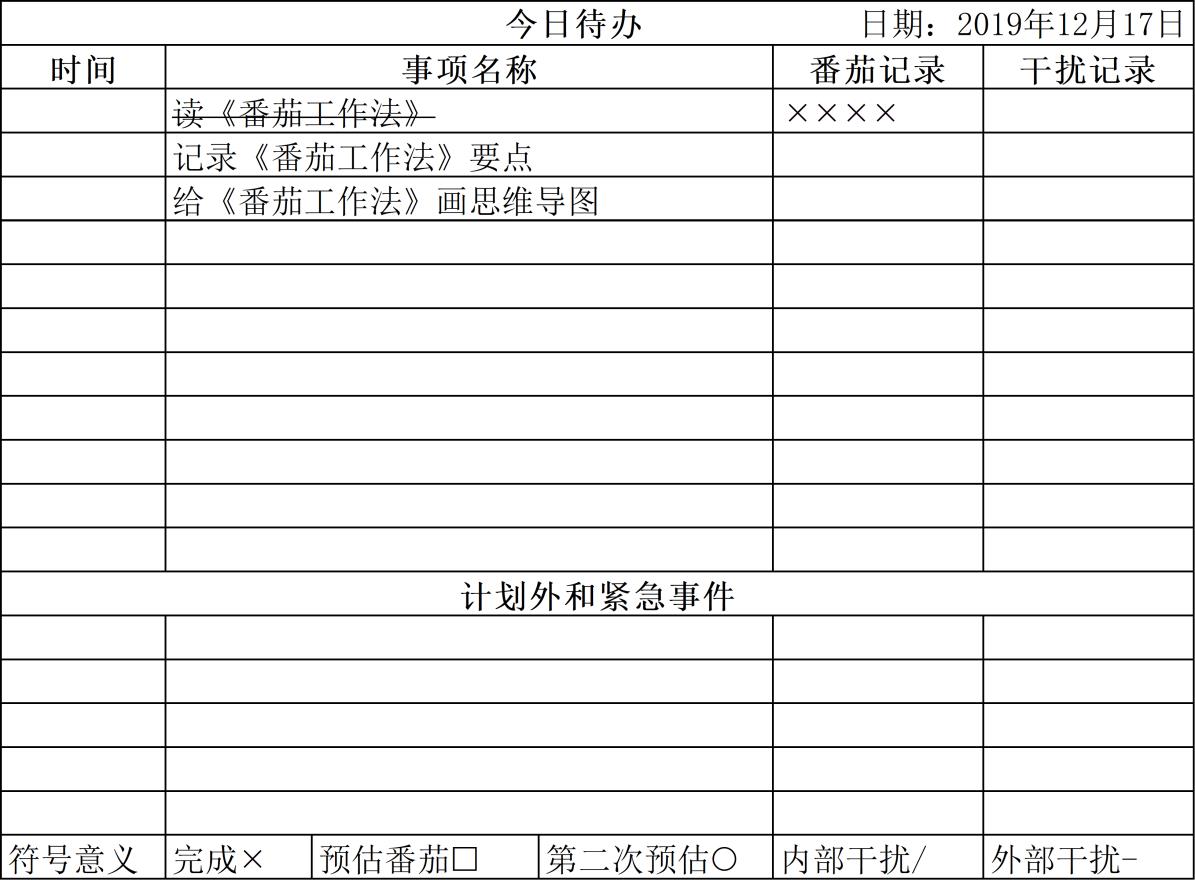 今日待办 日期：2019年12月17日
时间 事项名称 番茄记录 干扰记录
读《番茄工作法》 ××××
记录《番茄工作法》要点
给《番茄工作法》画思维导图
计划外和紧急事件
符号意义 完成× 预估番茄□ 第二次预估○ 内部干扰/ 外部干扰-